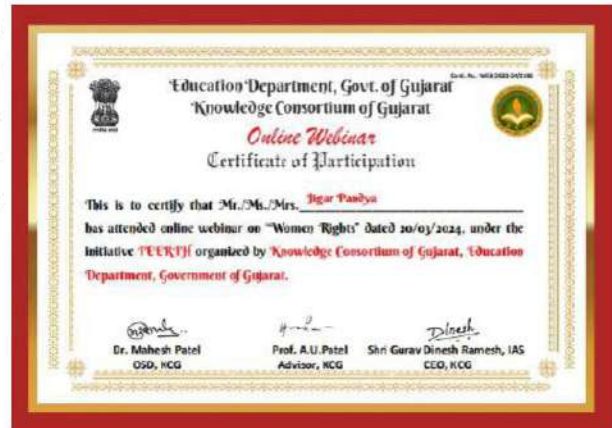 Education Department, Govt. of Gujarat
Knowledge Consortium of Gujarat
Online Webinar
Certificate of Participation
This is to certify that Mr./Ms./Mrs. Jigar Pandya
has attended online webinar on "Women Rights" dated 20/03/2024, under the
initiative TEERTH organized by Knowledge Consortium of Gujarat, Education
Department, Government of Gujarat.
Dinesh
Dr. Mahesh Patel Prof. A.U.Patel Shri Gurav Dinesh Ramesh, IAS
OSD, KCG Advisor, KCG CEO, KCG